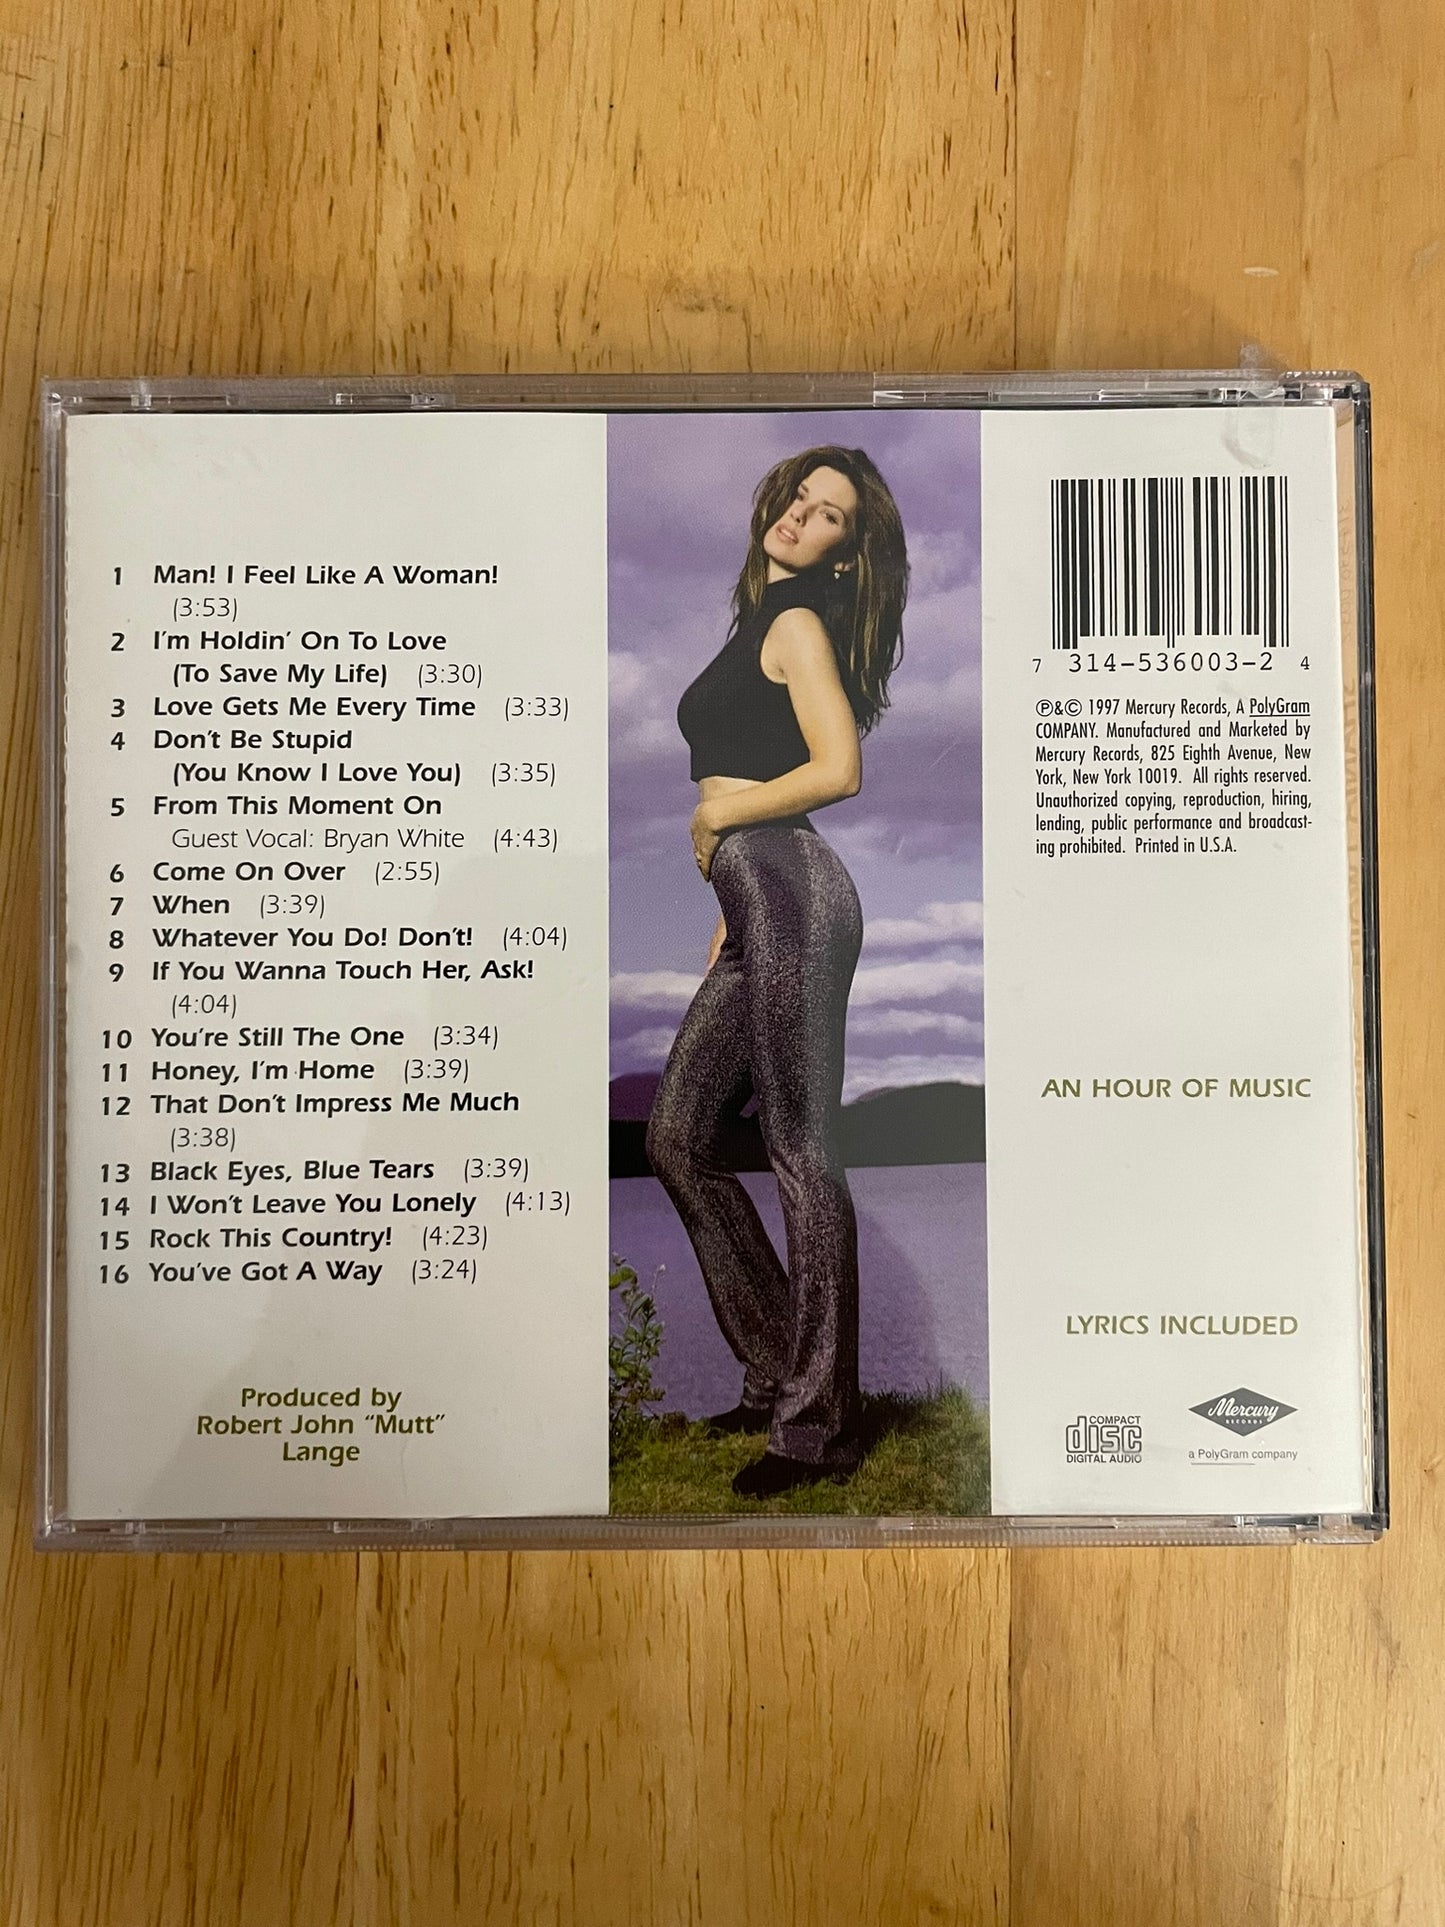 1 Man! I Feel Like A Woman!
(3:53)
2 I'm Holdin' On To Love
(To Save My Life) (3:30)
3 Love Gets Me Every Time (3:33)
4 Don't Be Stupid
(You Know I Love You) (3:35)
5 From This Moment On
Guest Vocal: Bryan White (4:43)
6 Come On Over (2:55)
7 When (3:39)
8 Whatever You Do! Don't! (4:04)
9 If You Wanna Touch Her, Ask!
(4:04)
10 You're Still The One (3:34)
11 Honey, I'm Home (3:39)
12 That Don't Impress Me Much
(3:38)
13 Black Eyes, Blue Tears (3:39)
14 I Won't Leave You Lonely (4:13)
15 Rock This Country! (4:23)
16 You've Got A Way (3:24)
Produced by
Robert John “Mutt”
Lange
7 314-536003-2 4
℗&© 1997 Mercury Records, A PolyGram
COMPANY. Manufactured and Marketed by
Mercury Records, 825 Eighth Avenue, New
York, New York 10019. All rights reserved.
Unauthorized copying, reproduction, hiring,
lending, public performance and broadcast-
ing prohibited. Printed in U.S.A.
AN HOUR OF MUSIC
LYRICS INCLUDED
COMPACT
disc
DIGITAL AUDIO
Mercury
RECORDS
a PolyGram company